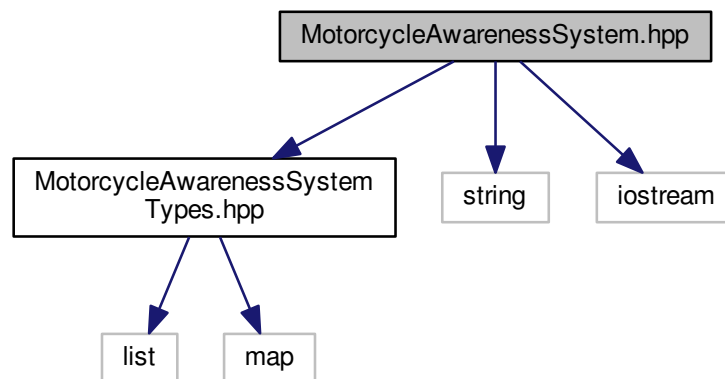 MotorcycleAwarenessSystem.hpp
MotorcycleAwarenessSystem
Types.hpp
string
iostream
list
map